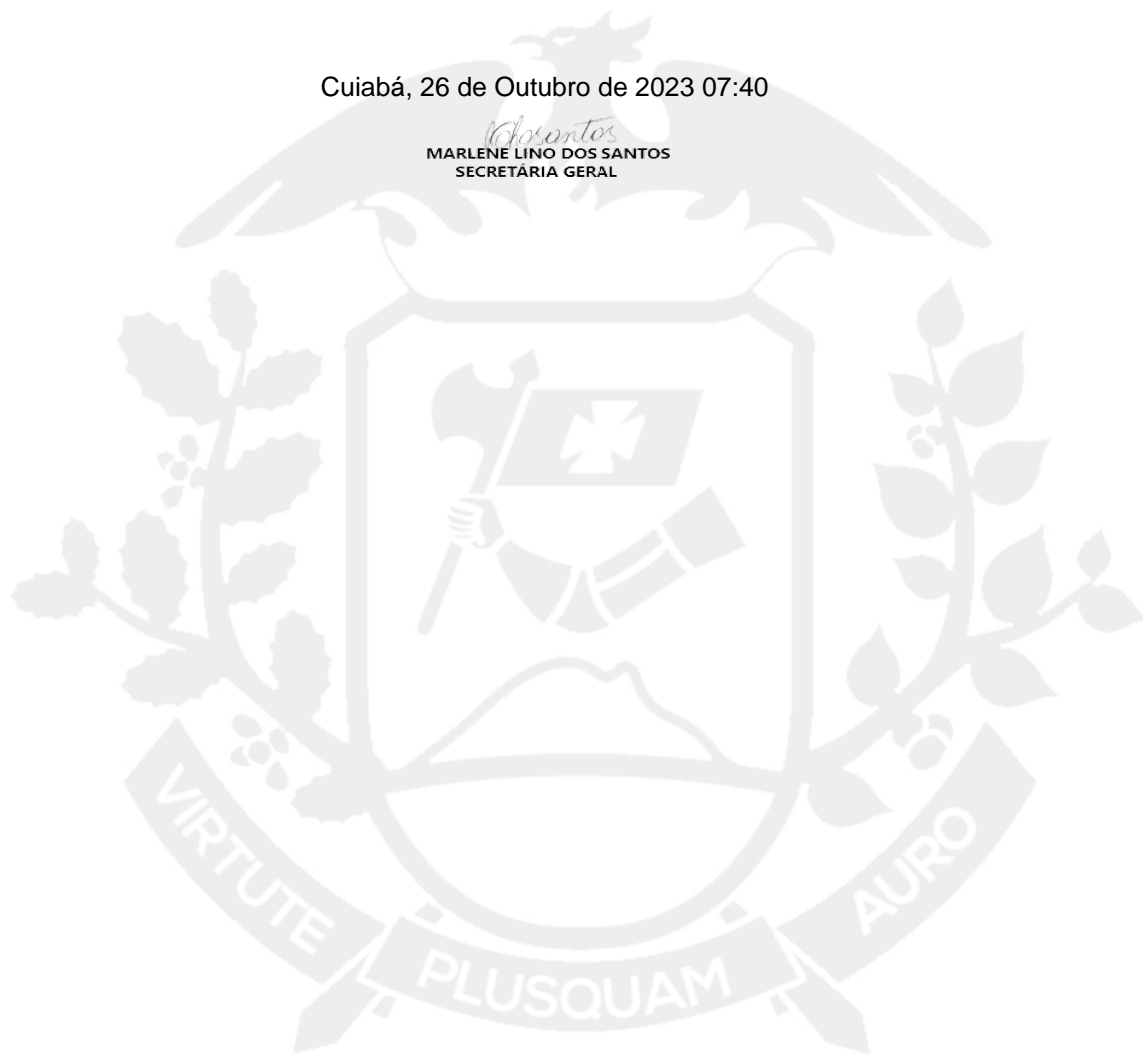 Cuiabá, 26 de Outubro de 2023 07:40
MARLENE LINO DOS SANTOS
SECRETÁRIA GERAL
VIRTUTE PLUSQUAM AURO